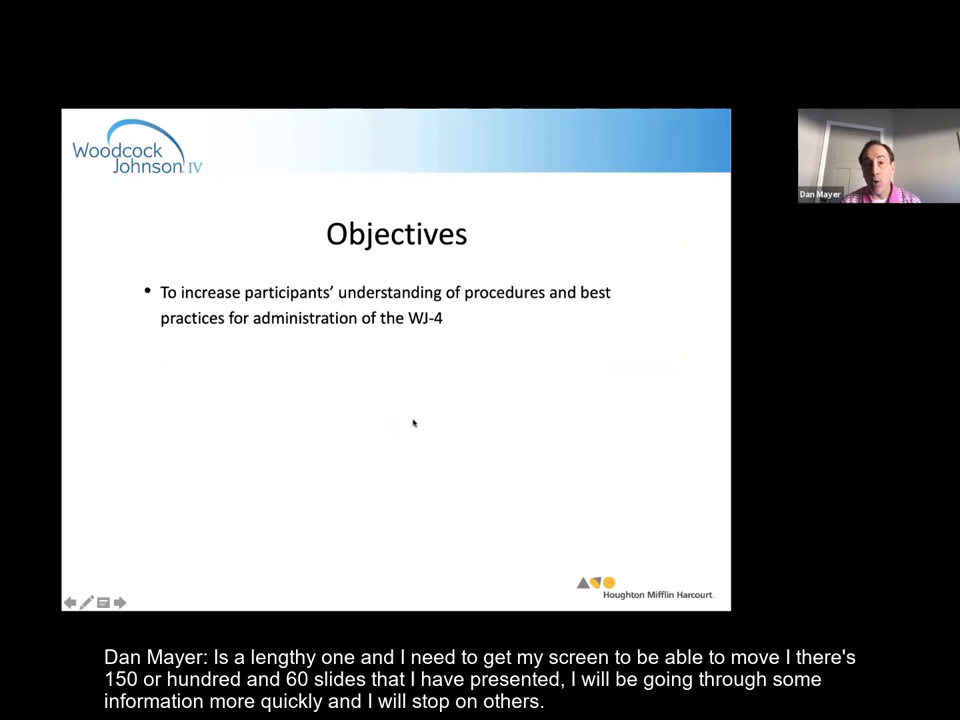 Woodcock
Johnson IV
Objectives
• To increase participants’ understanding of procedures and best
practices for administration of the WJ-4
Houghton Mifflin Harcourt
Dan Mayer
Dan Mayer: Is a lengthy one and I need to get my screen to be able to move I there's
150 or hundred and 60 slides that I have presented, I will be going through some
information more quickly and I will stop on others.